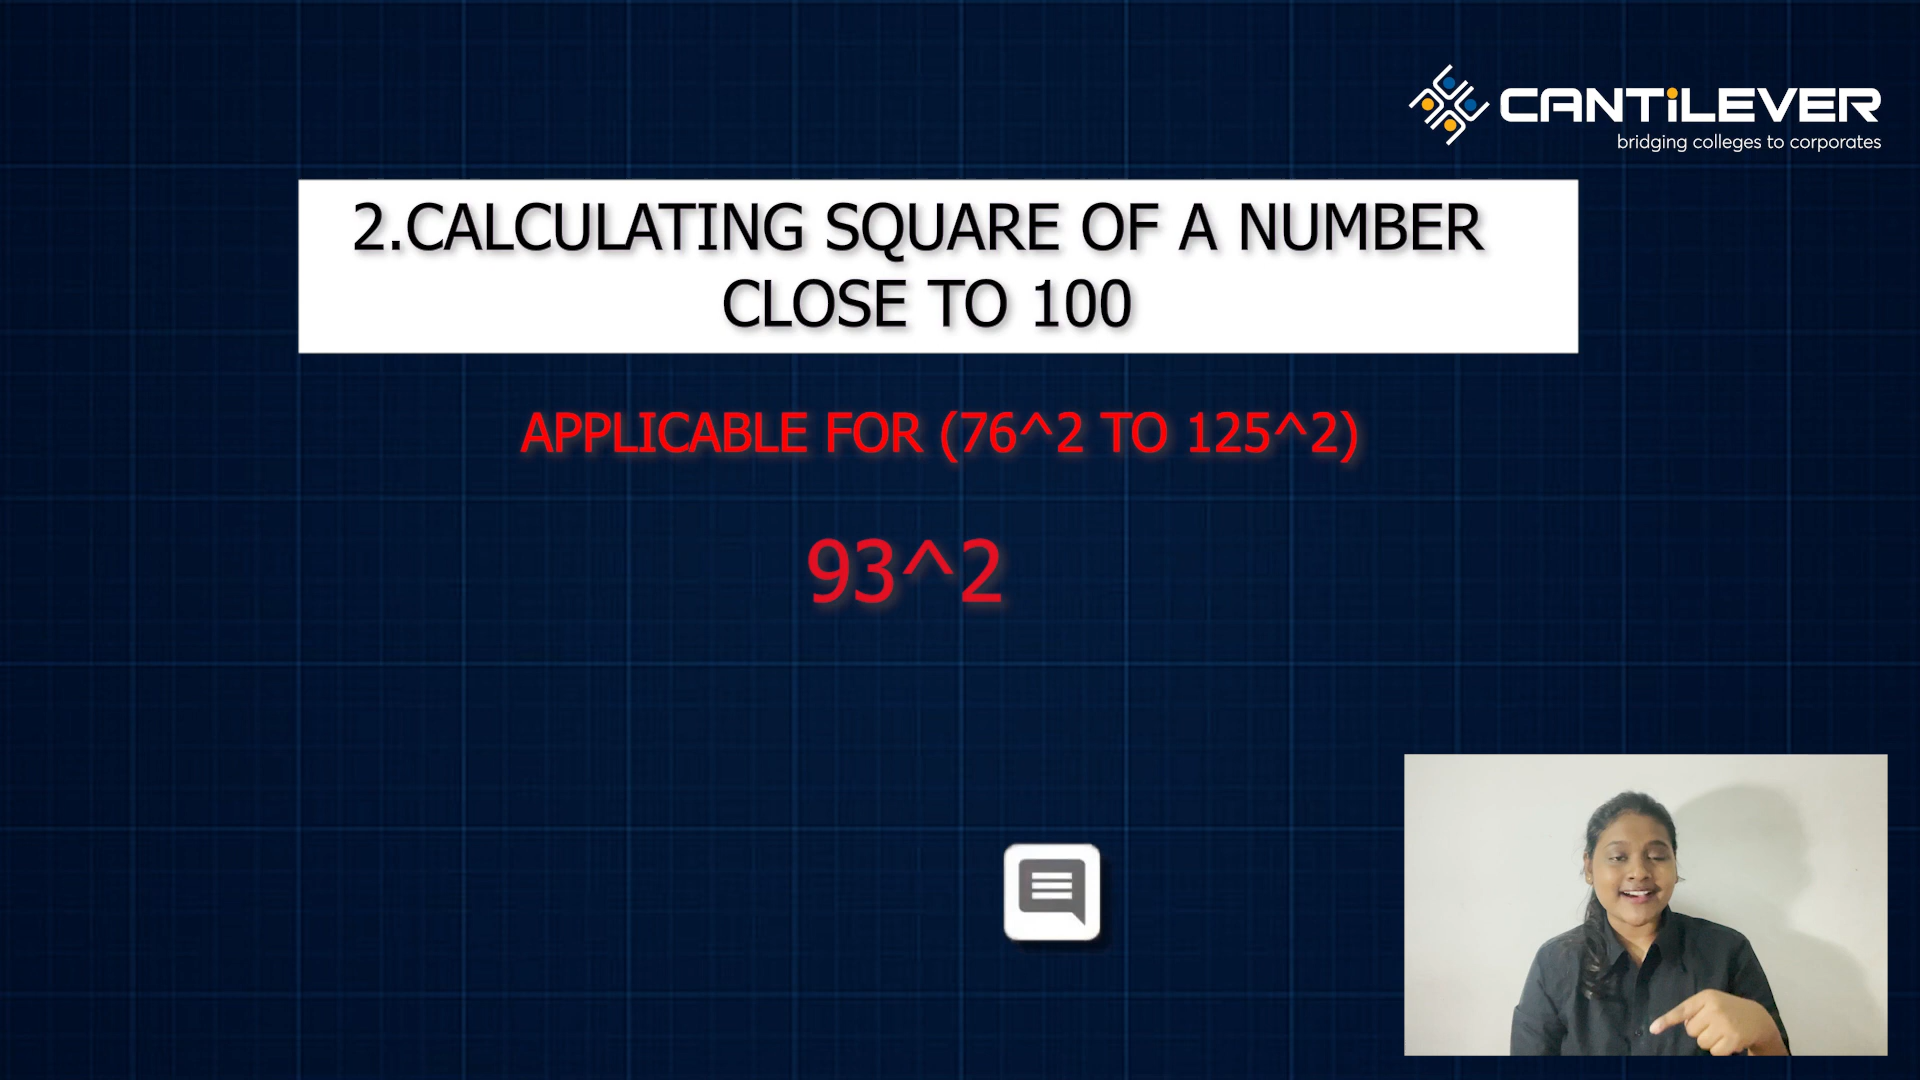 CANTiLEVER
bridging colleges to corporates
2.CALCULATING SQUARE OF A NUMBER
CLOSE TO 100
APPLICABLE FOR (76^2 TO 125^2)
93^2